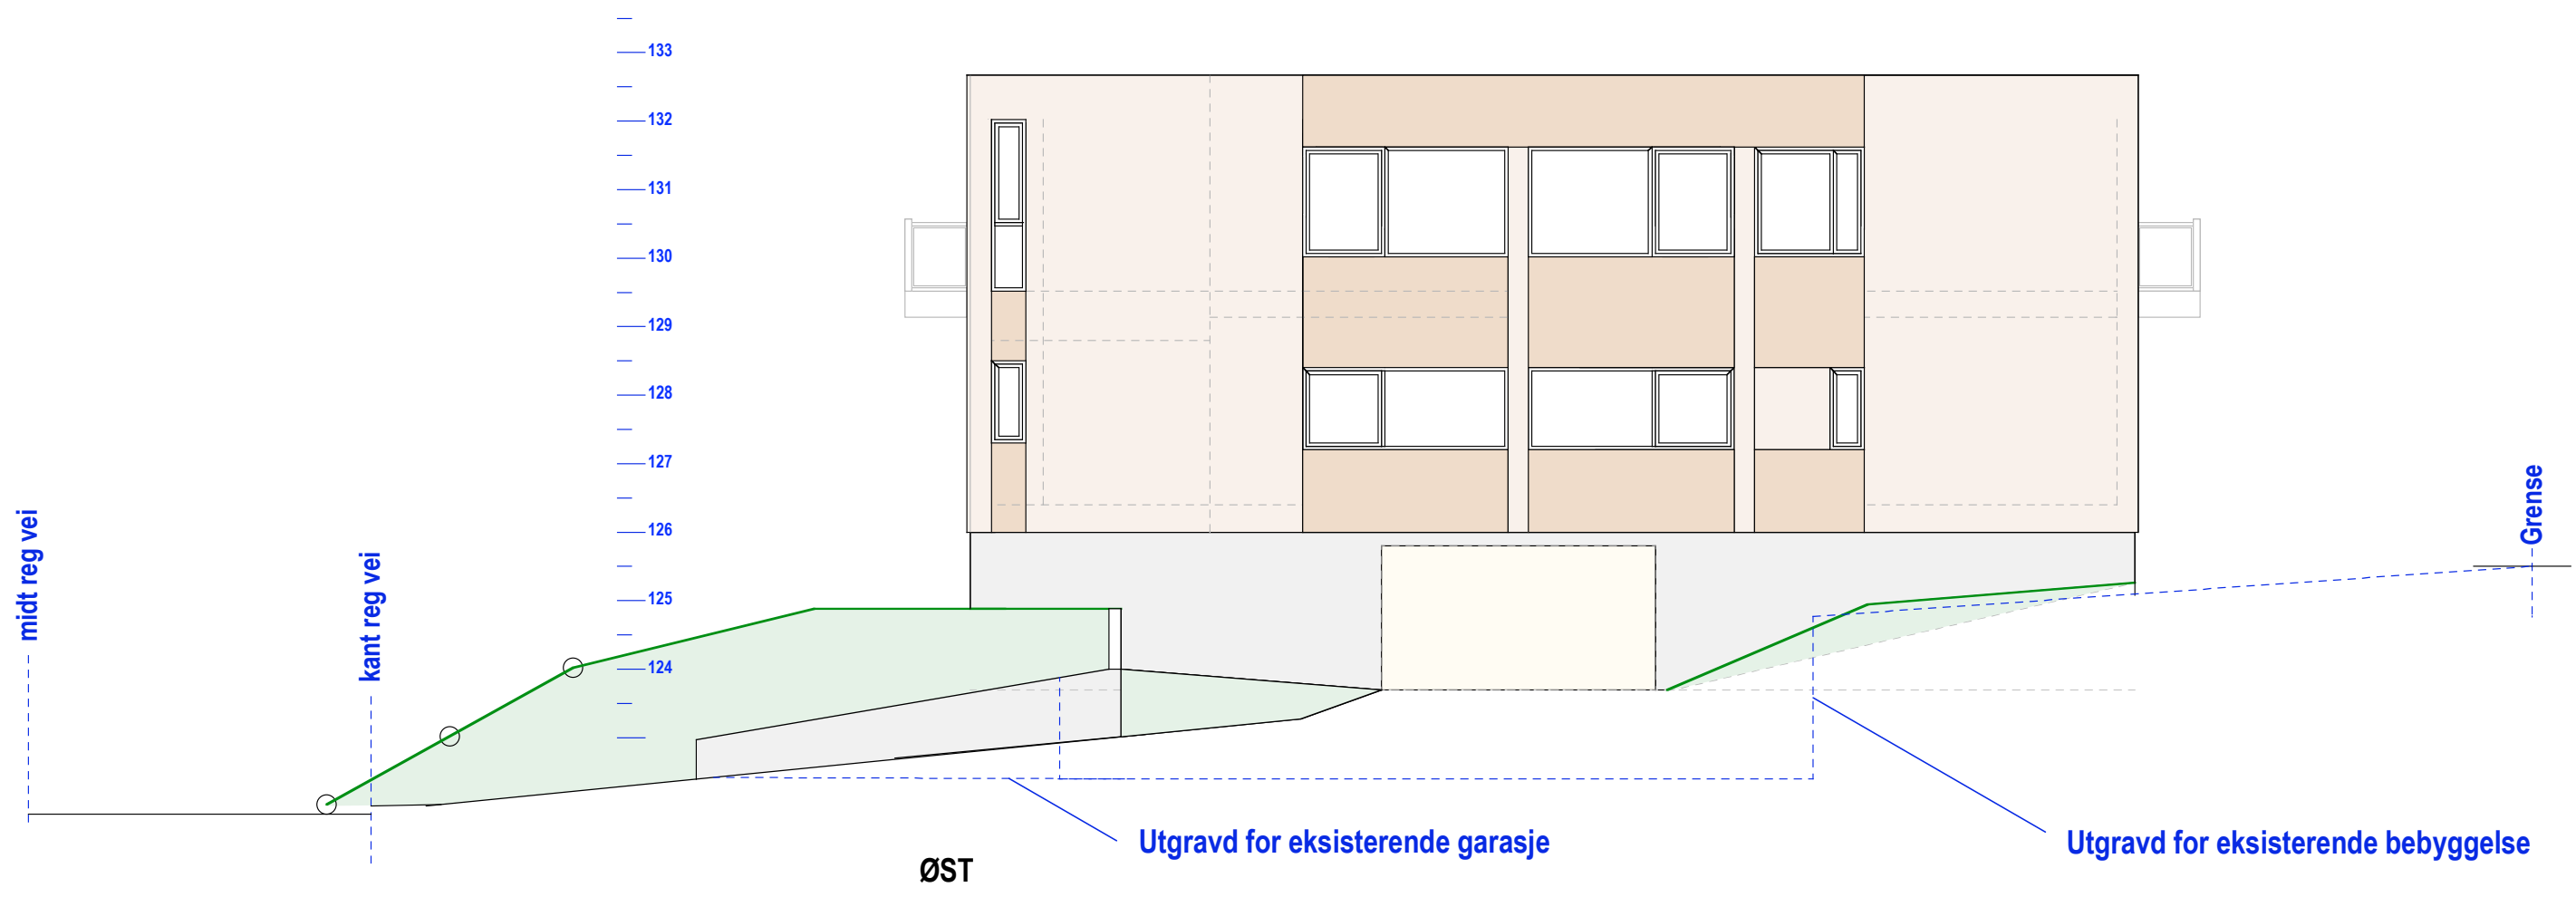 133
132
131
130
129
128
127
126
125
124
midt reg vei
kant reg vei
Grense
Utgravd for eksisterende garasje
Utgravd for eksisterende bebyggelse
ØST